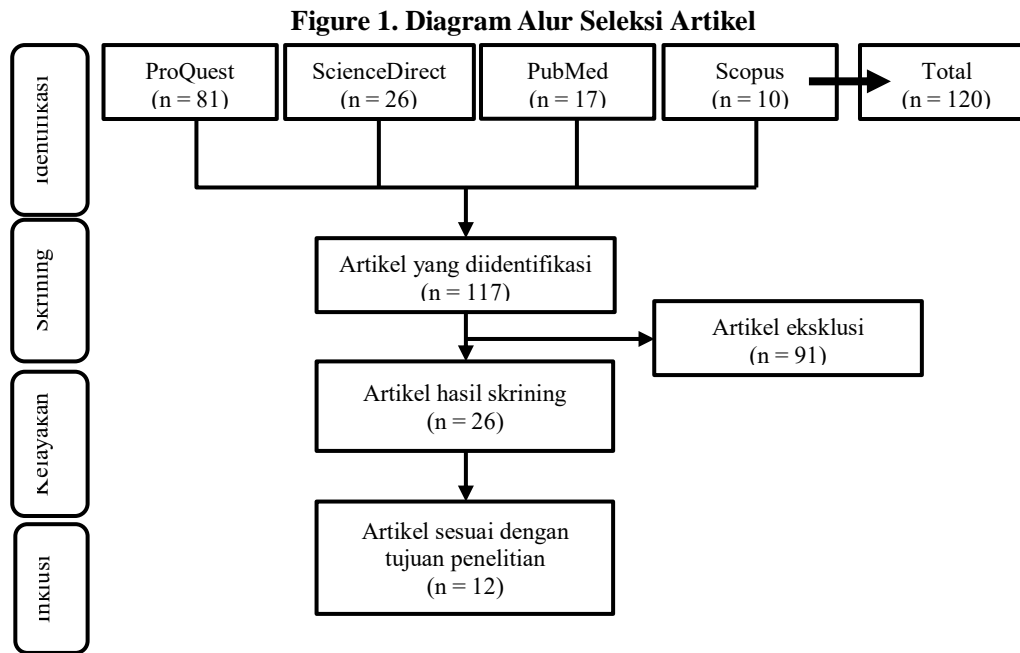 Figure 1. Diagram Alur Seleksi Artikel
Identifikasi
ProQuest
(n = 81)
ScienceDirect
(n = 26)
PubMed
(n = 17)
Scopus
(n = 10)
Total
(n = 120)
Skrining
Artikel yang diidentifikasi
(n = 117)
Artikel eksklusi
(n = 91)
Kelayakan
Artikel hasil skrining
(n = 26)
Inklusi
Artikel sesuai dengan
tujuan penelitian
(n = 12)